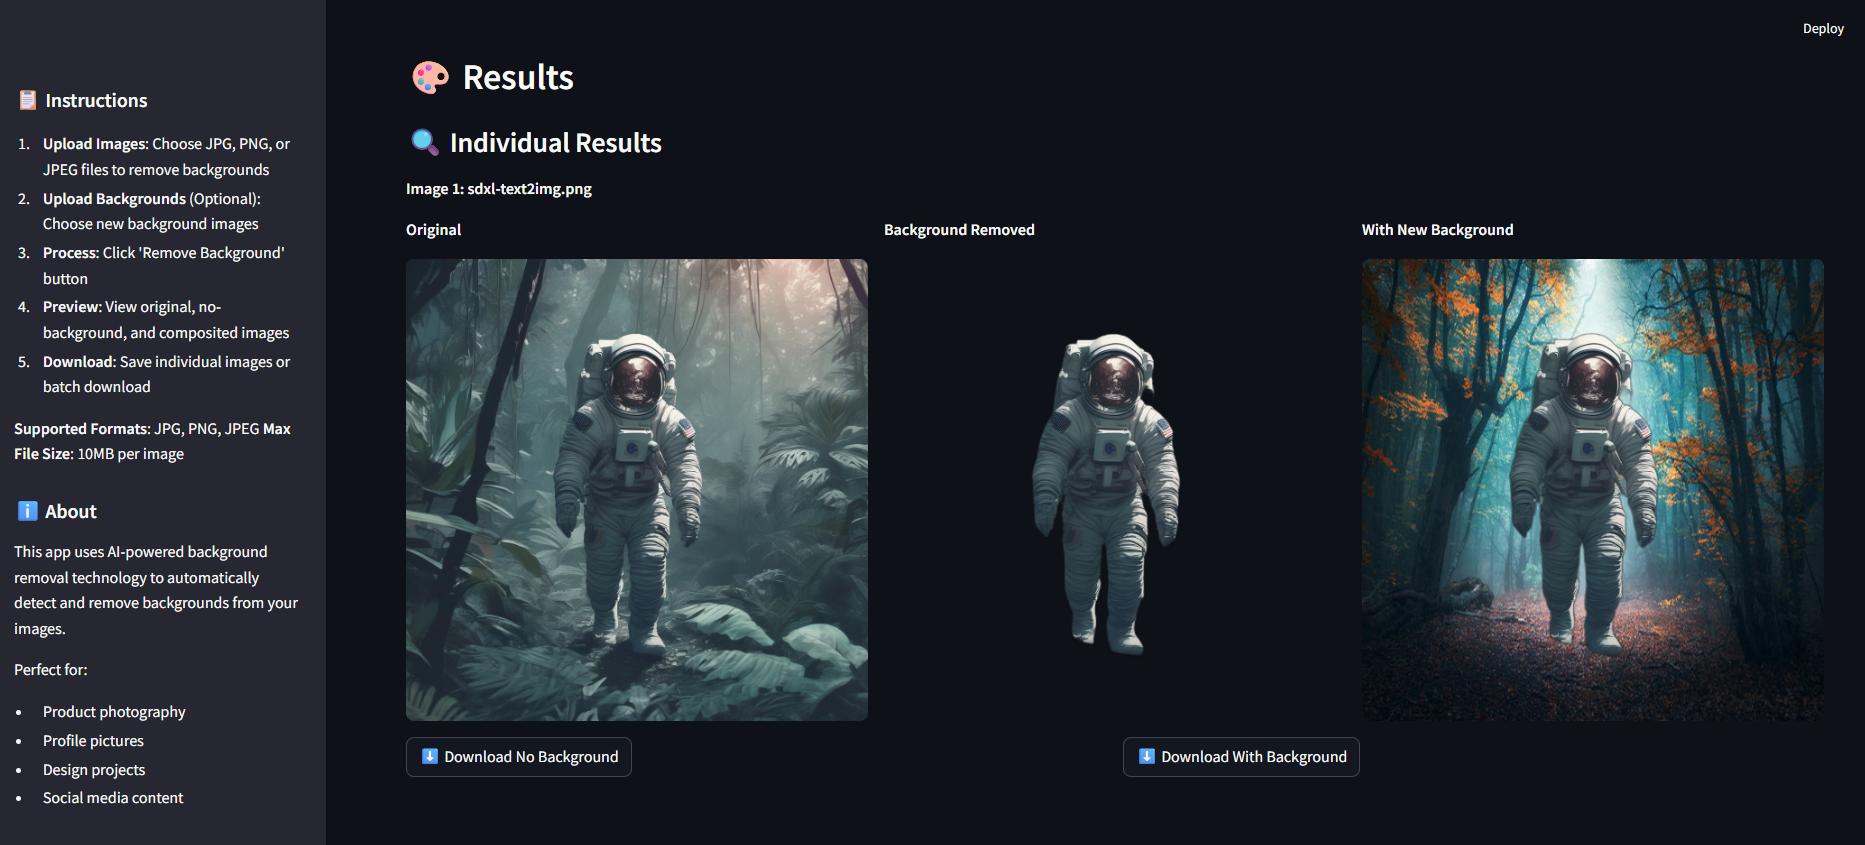 Deploy
Instructions
1. Upload Images: Choose JPG, PNG, or
JPEG files to remove backgrounds
2. Upload Backgrounds (Optional):
Choose new background images
3. Process: Click 'Remove Background'
button
4. Preview: View original, no-
background, and composited images
5. Download: Save individual images or
batch download
Supported Formats: JPG, PNG, JPEG Max
File Size: 10MB per image
About
This app uses AI-powered background
removal technology to automatically
detect and remove backgrounds from your
images.
Perfect for:
• Product photography
• Profile pictures
• Design projects
• Social media content
Results
Individual Results
Image 1: sdxl-text2img.png
Original
Background Removed
With New Background
Download No Background
Download With Background